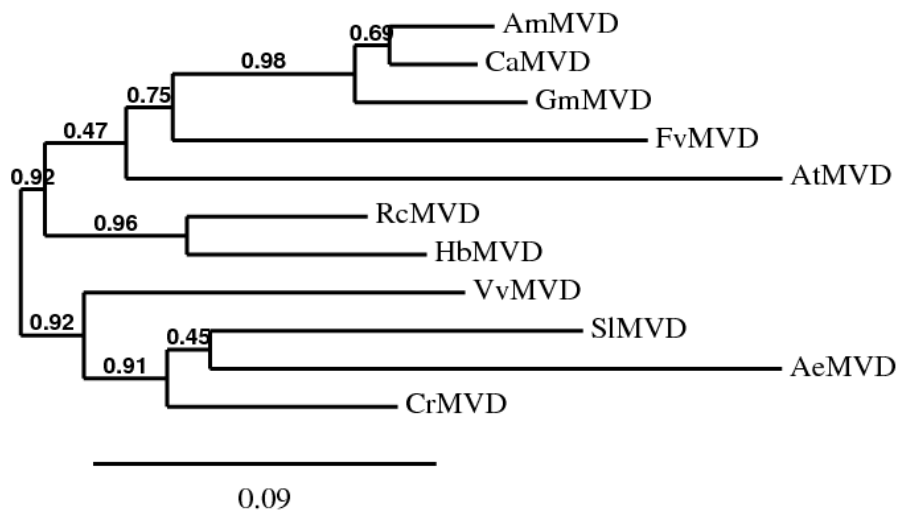 AmMVD
0.69
CaMVD
0.98
GmMVD
0.75
FvMVD
0.47
AtMVD
0.92
RcMVD
0.96
HbMVD
VvMVD
0.92
SlMVD
0.45
AeMVD
0.91
CrMVD
0.09